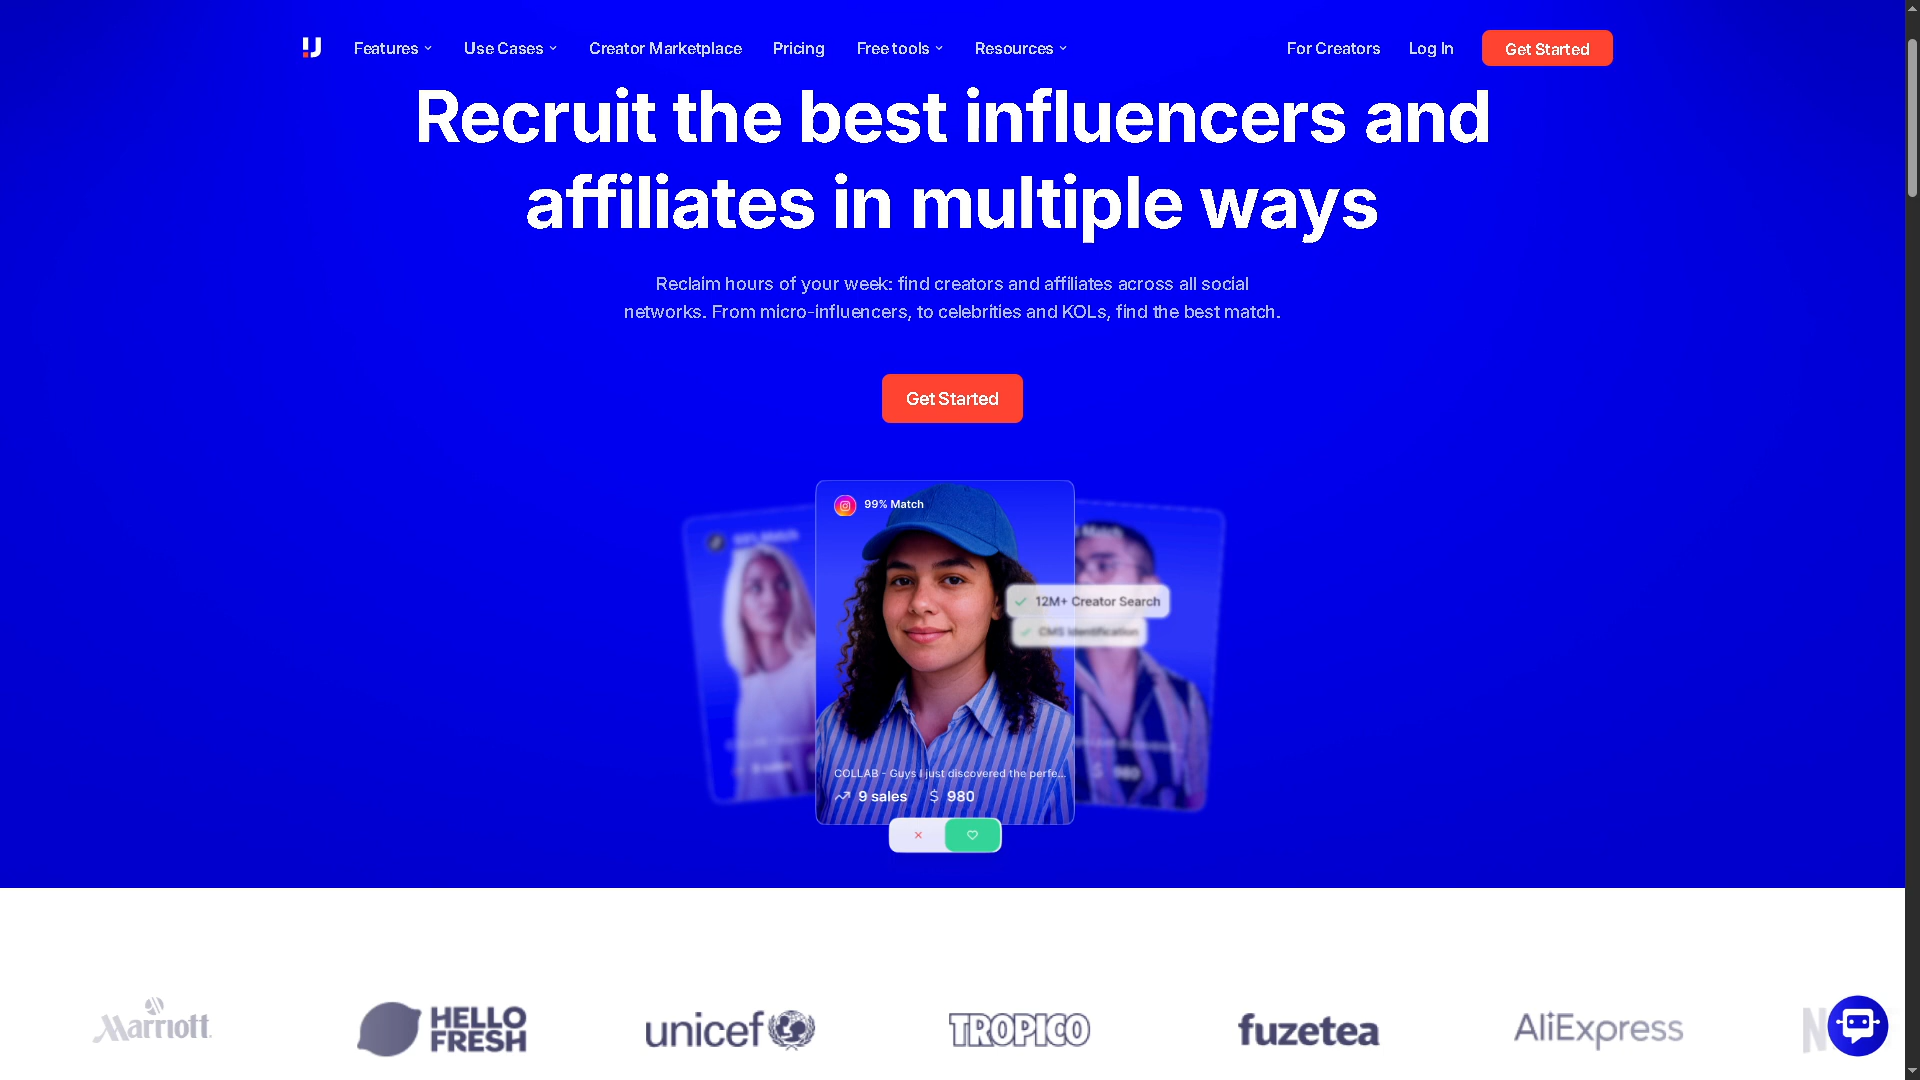 Features
Use Cases
Creator Marketplace
Pricing
Free tools
Resources
For Creators
Log In
Get Started
Recruit the best influencers and
affiliates in multiple ways
Reclaim hours of your week: find creators and affiliates across all social
networks. From micro-influencers, to celebrities and KOLs, find the best match.
Get Started
99% Match
12M+ Creator Search
CMS Identification
COLLAB - Guys I just discovered the perfe...
9 sales
$ 980
Marriott
HELLO
FRESH
unicef
TROPICO
fuzetea
AliExpress